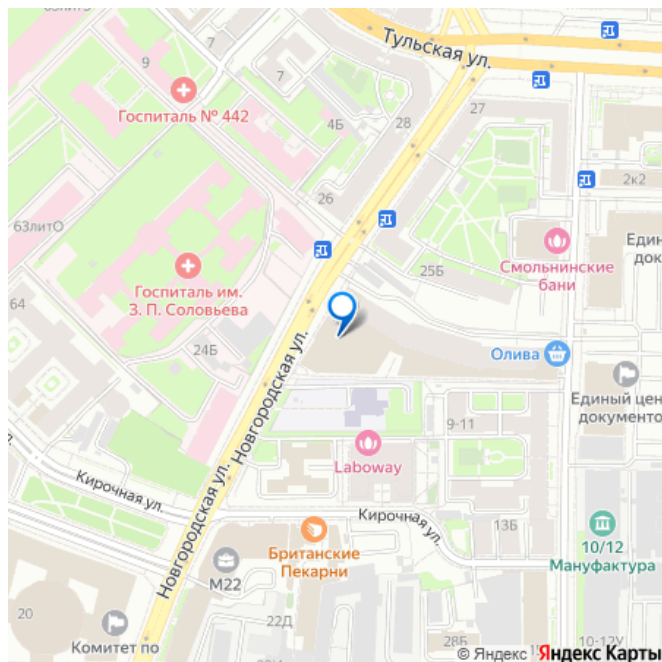 Тульская ул.
9
7
7
Госпиталь № 442
4Б
28
27
26
2к2
63литО
Смольнинские
бани
Госпиталь им.
З. П. Соловьева
25Б
64
24Б
Новгородская ул.
Олива
Единый цен
документо
9-11
Laboway
Кирочная ул.
Кирочная ул.
13Б
10/12
Мануфактура
Новгородская ул.
Британские
Пекарни
М22
20
Комитет по
22Д
28Б
10-12У
© Яндекс
Яндекс Карты